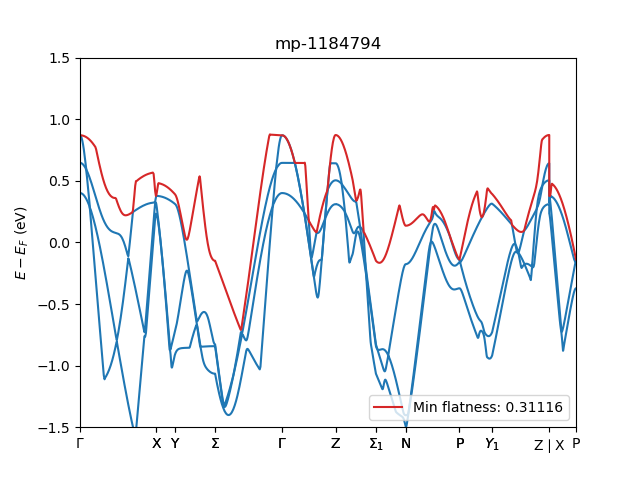 mp-1184794
E − E_F (eV)
1.5
1.0
0.5
0.0
−0.5
−1.0
−1.5
Min flatness: 0.31116
Γ X Y Σ Γ Z Σ₁ N P Y₁ Z | X P